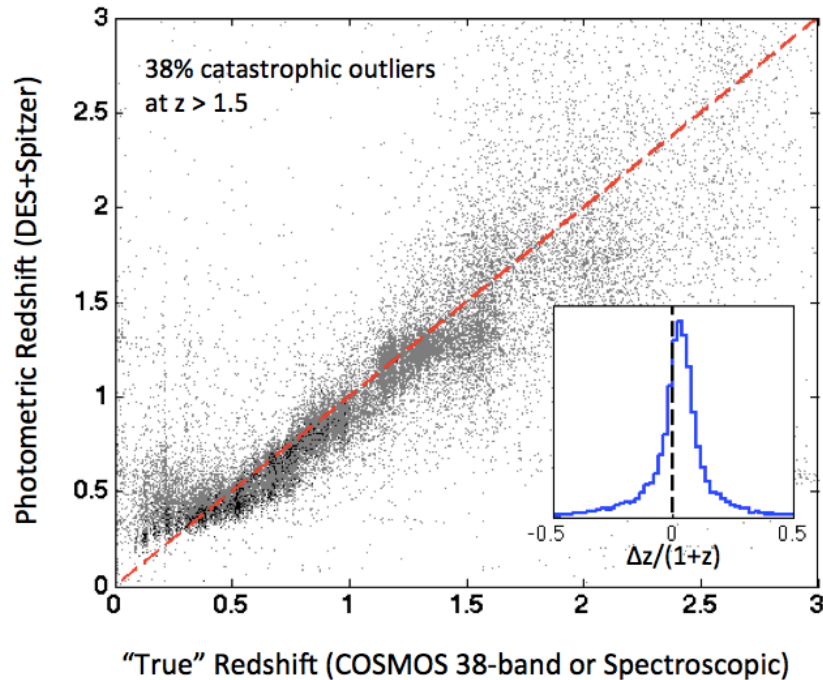 3
38% catastrophic outliers
at z > 1.5
2.5
2
1.5
1
0.5
0
Photometric Redshift (DES+Spitzer)
-0.5 0 0.5
Δz/(1+z)
0 0.5 1 1.5 2 2.5 3
“True” Redshift (COSMOS 38-band or Spectroscopic)